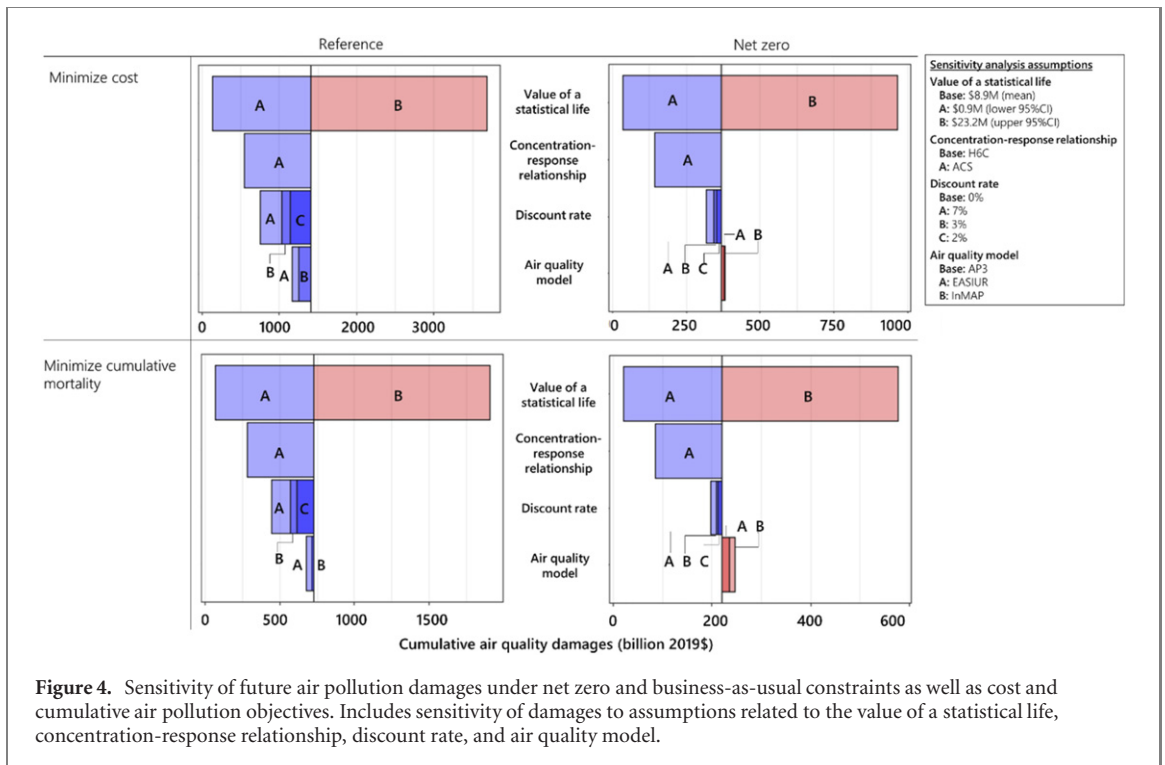 Reference
Net zero
Minimize cost
A
B
A
C
B
A
A
B
Value of a
statistical life
Concentration-
response
relationship
Discount rate
Air quality
model
A
B
A
A B
A B C
0
1000
2000
3000
0
250
500
750
1000
Sensitivity analysis assumptions
Value of a statistical life
Base: $8.9M (mean)
A: $0.9M (lower 95%CI)
B: $23.2M (upper 95%CI)
Concentration-response relationship
Base: H6C
A: ACS
Discount rate
Base: 0%
A: 7%
B: 3%
C: 2%
Air quality model
Base: AP3
A: EASIUR
B: InMAP
Minimize cumulative
mortality
A
B
A
A
C
B
A
B
Value of a
statistical life
Concentration-
response
relationship
Discount rate
Air quality
model
A
B
A
A B
A B C
0
500
1000
1500
0
200
400
600
Cumulative air quality damages (billion 2019$)
Figure 4. Sensitivity of future air pollution damages under net zero and business-as-usual constraints as well as cost and
cumulative air pollution objectives. Includes sensitivity of damages to assumptions related to the value of a statistical life,
concentration-response relationship, discount rate, and air quality model.